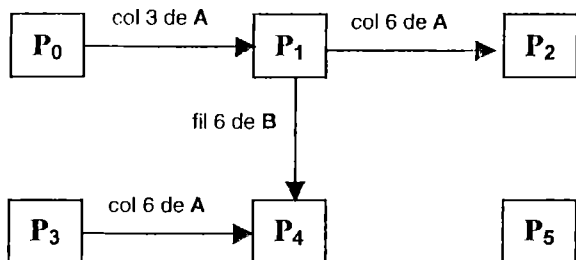 col 3 de A
col 6 de A
P0
P1
P2
fil 6 de B
col 6 de A
P3
P4
P5